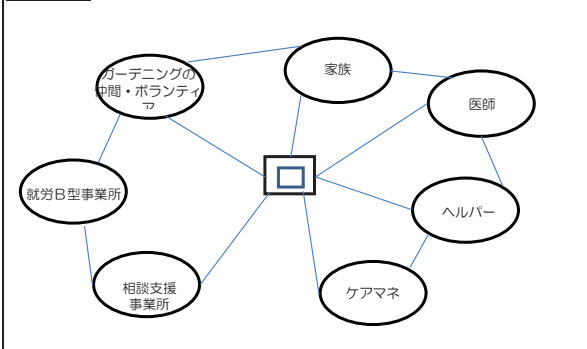 ガーデニングの
仲間・ボランティ
ア
家族
医師
就労B型事業所
ヘルパー
相談支援
事業所
ケアマネ